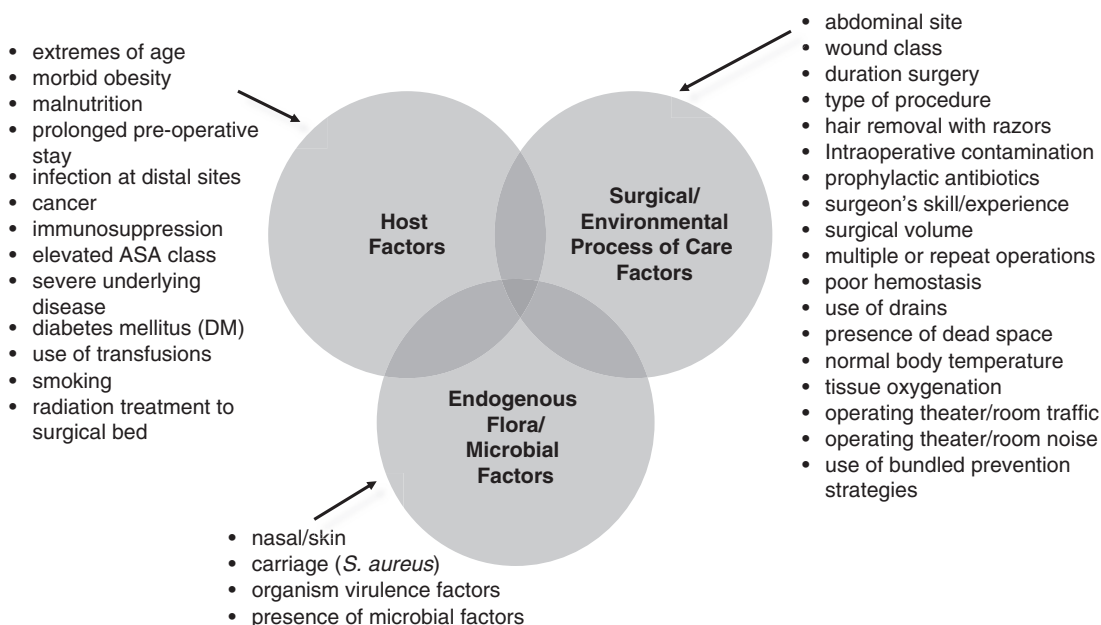 • extremes of age
• morbid obesity
• malnutrition
• prolonged pre-operative
stay
• infection at distal sites
• cancer
• immunosuppression
• elevated ASA class
• severe underlying
disease
• diabetes mellitus (DM)
• use of transfusions
• smoking
• radiation treatment to
surgical bed
Host
Factors
Surgical/
Environmental
Process of Care
Factors
• abdominal site
• wound class
• duration surgery
• type of procedure
• hair removal with razors
• Intraoperative contamination
• prophylactic antibiotics
• surgeon's skill/experience
• surgical volume
• multiple or repeat operations
• poor hemostasis
• use of drains
• presence of dead space
• normal body temperature
• tissue oxygenation
• operating theater/room traffic
• operating theater/room noise
• use of bundled prevention
strategies
Endogenous
Flora/
Microbial
Factors
• nasal/skin
• carriage (S. aureus)
• organism virulence factors
• presence of microbial factors